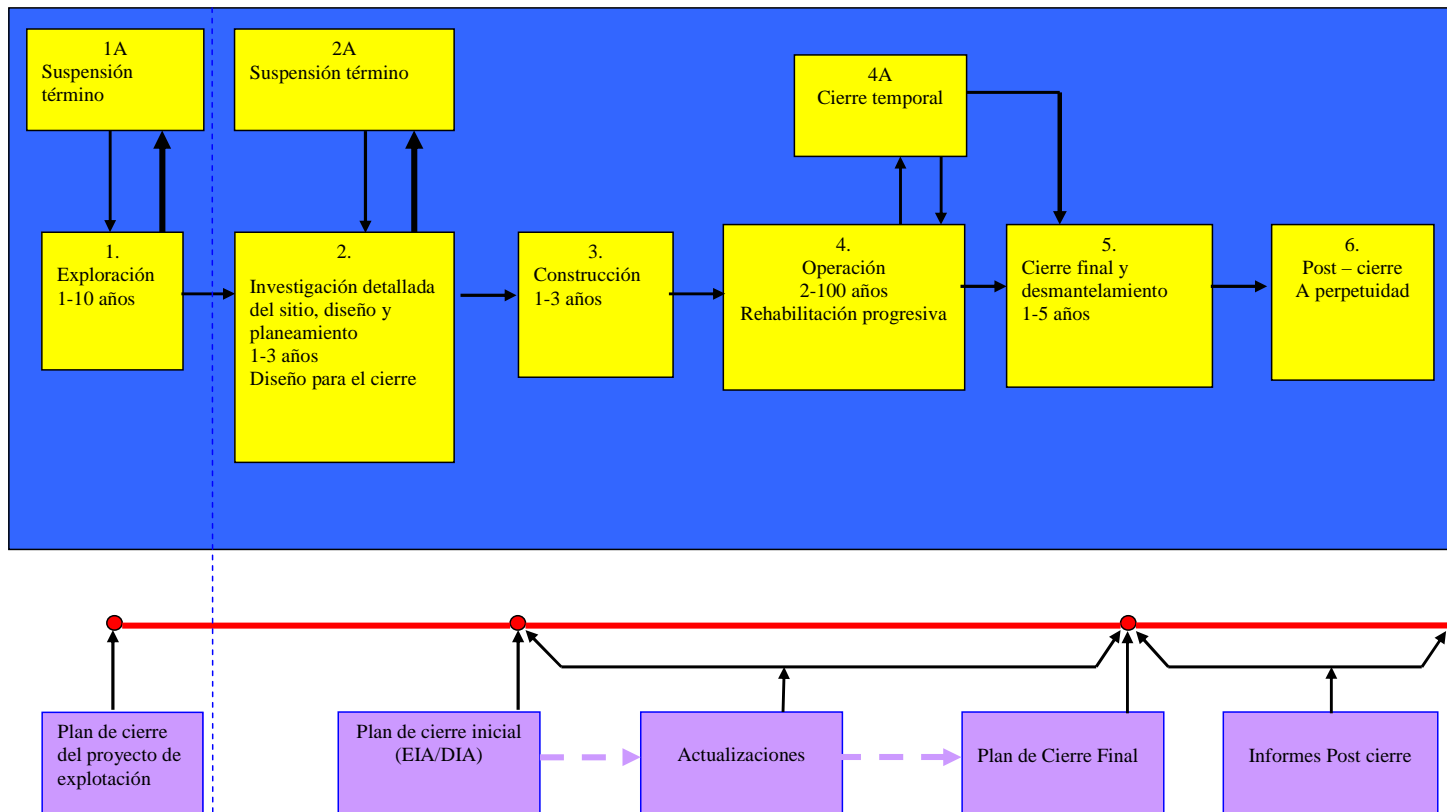 1A
Suspensión
término
2A
Suspensión término
4A
Cierre temporal
1.
Exploración
1-10 años
2.
Investigación detallada
del sitio, diseño y
planeamiento
1-3 años
Diseño para el cierre
3.
Construcción
1-3 años
4.
Operación
2-100 años
Rehabilitación progresiva
5.
Cierre final y
desmantelamiento
1-5 años
6.
Post – cierre
A perpetuidad
Plan de cierre
del proyecto de
explotación
Plan de cierre inicial
(EIA/DIA)
Actualizaciones
Plan de Cierre Final
Informes Post cierre